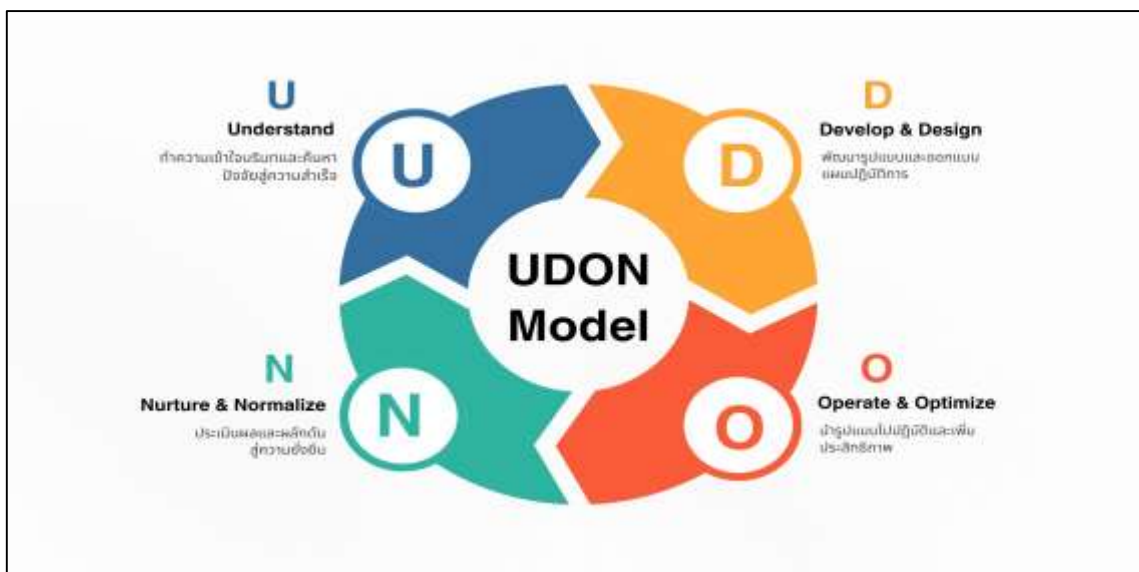 U
Understand
ทำความเข้าใจบริบทและค้นหา
ปัจจัยสู่ความสำเร็จ
U
D
Develop & Design
พัฒนารูปแบบและออกแบบ
แผนปฏิบัติการ
D
UDON
Model
N
Nurture & Normalize
ประเมินผลและผลักดัน
สู่ความยั่งยืน
N
O
Operate & Optimize
นำรูปแบบไปปฏิบัติและเพิ่ม
ประสิทธิภาพ
O